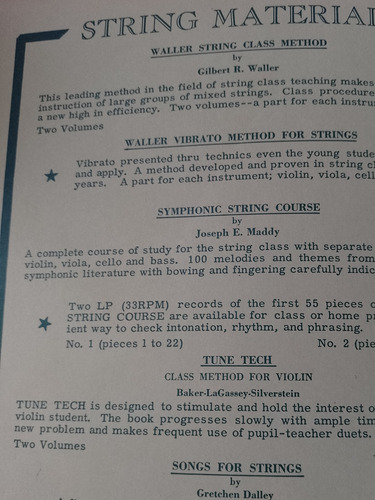 STRING MATERIAL
WALLER STRING CLASS METHOD
by
Gilbert R. Waller
This leading method in the field of string class teaching makes
instruction of large groups of mixed strings. Class procedure
a new high in efficiency. Two volumes--a part for each instru
Two Volumes
WALLER VIBRATO METHOD FOR STRINGS
Vibrato presented thru technics even the young stude
and apply. A method developed and proven in string cl
years. A part for each instrument; violin, viola, cell
SYMPHONIC STRING COURSE
by
Joseph E. Maddy
A complete course of study for the string class with separate
violin, viola, cello and bass. 100 melodies and themes from
symphonic literature with bowing and fingering carefully indic
Two LP (33RPM) records of the first 55 pieces o
STRING COURSE are available for class or home pr
ient way to check intonation, rhythm, and phrasing.
No. 1 (pieces 1 to 22) No. 2 (pie
TUNE TECH
CLASS METHOD FOR VIOLIN
Baker-LaGassey-Silverstein
TUNE TECH is designed to stimulate and hold the interest o
violin student. The book progresses slowly with ample tim
new problem and makes frequent use of pupil-teacher duets.
Two Volumes
SONGS FOR STRINGS
by
Gretchen Dalley